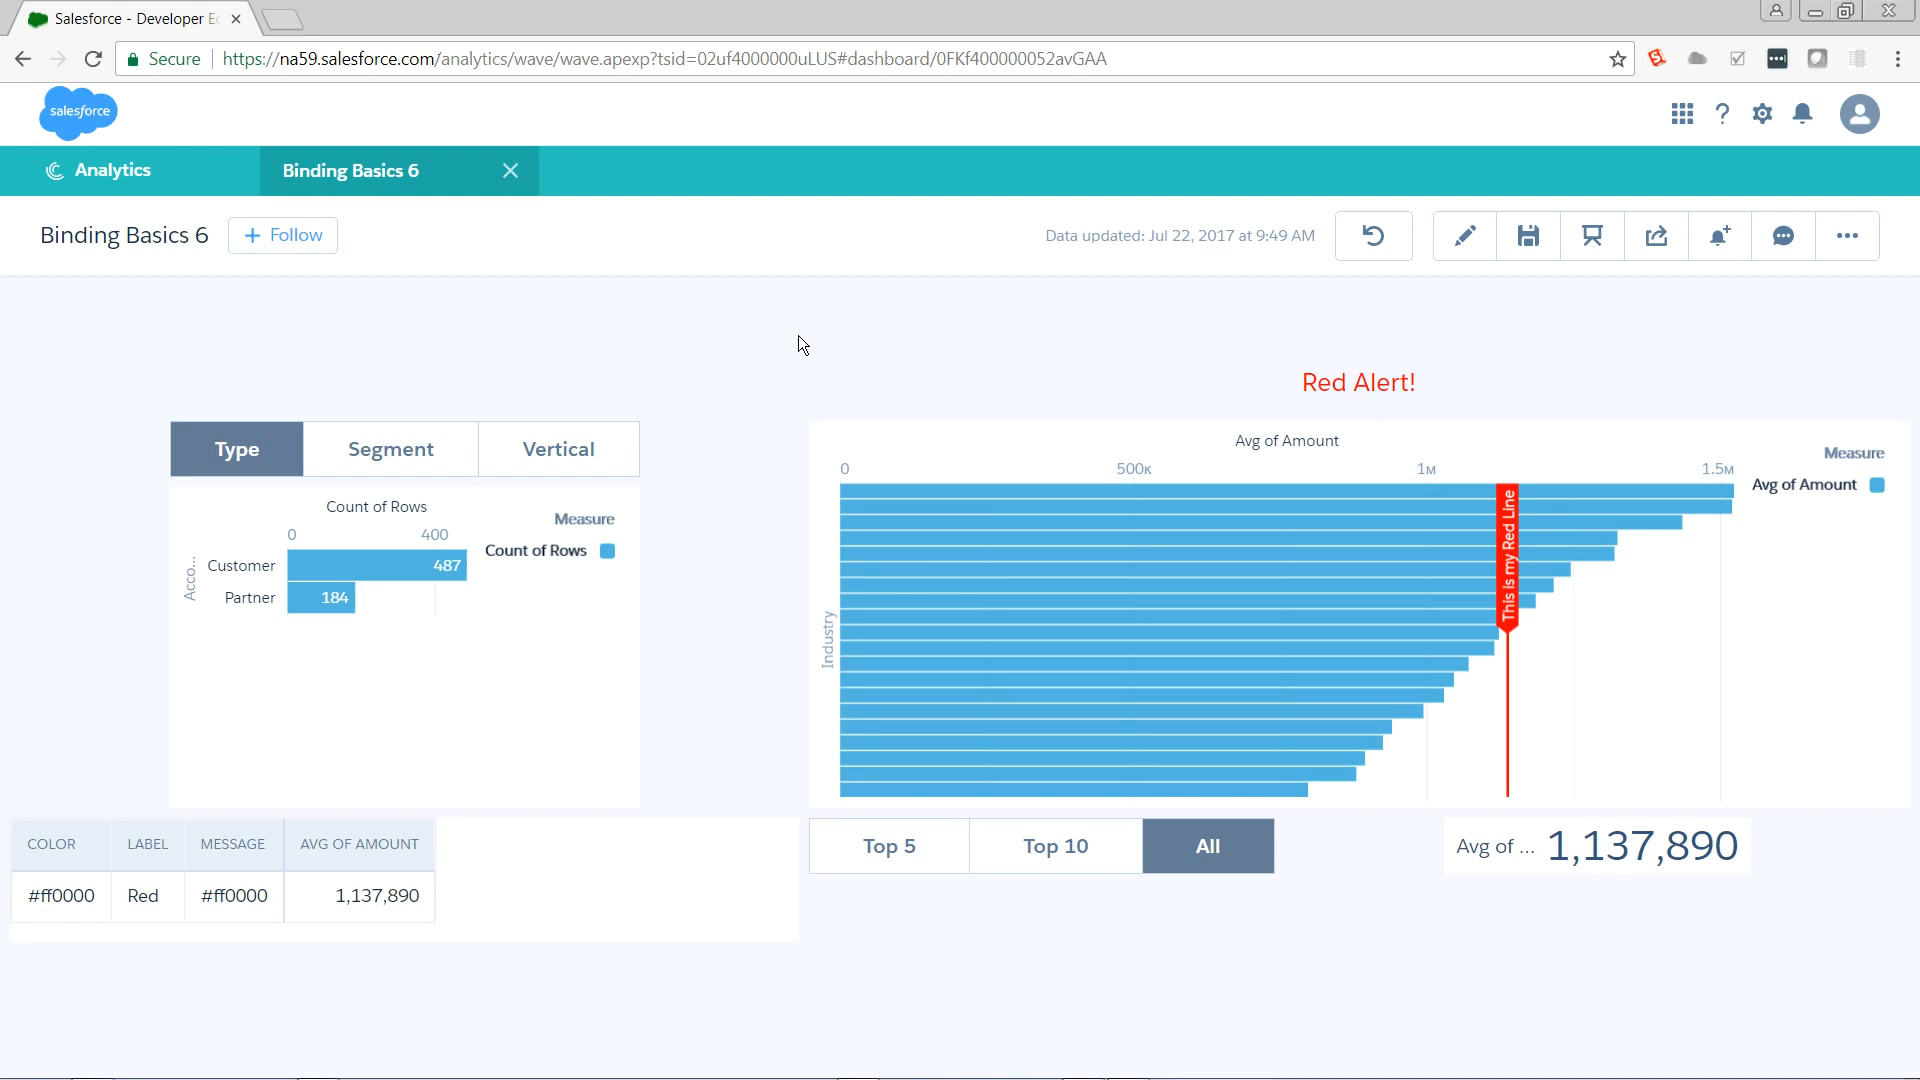 Salesforce - Developer E
Secure
https://na59.salesforce.com/analytics/wave/wave.apexp?tsid=02uf4000000uLUS#dashboard/0FKf400000052avGAA
salesforce
Analytics
Binding Basics 6
Binding Basics 6
+ Follow
Data updated: Jul 22, 2017 at 9:49 AM
Red Alert!
Type
Segment
Vertical
Count of Rows
0
400
Measure
Count of Rows
Acco...
Customer
487
Partner
184
Avg of Amount
0
500K
1M
1.5M
Measure
Avg of Amount
Industry
This is my Red Line
COLOR
LABEL
MESSAGE
AVG OF AMOUNT
#ff0000
Red
#ff0000
1,137,890
Top 5
Top 10
All
Avg of ...
1,137,890